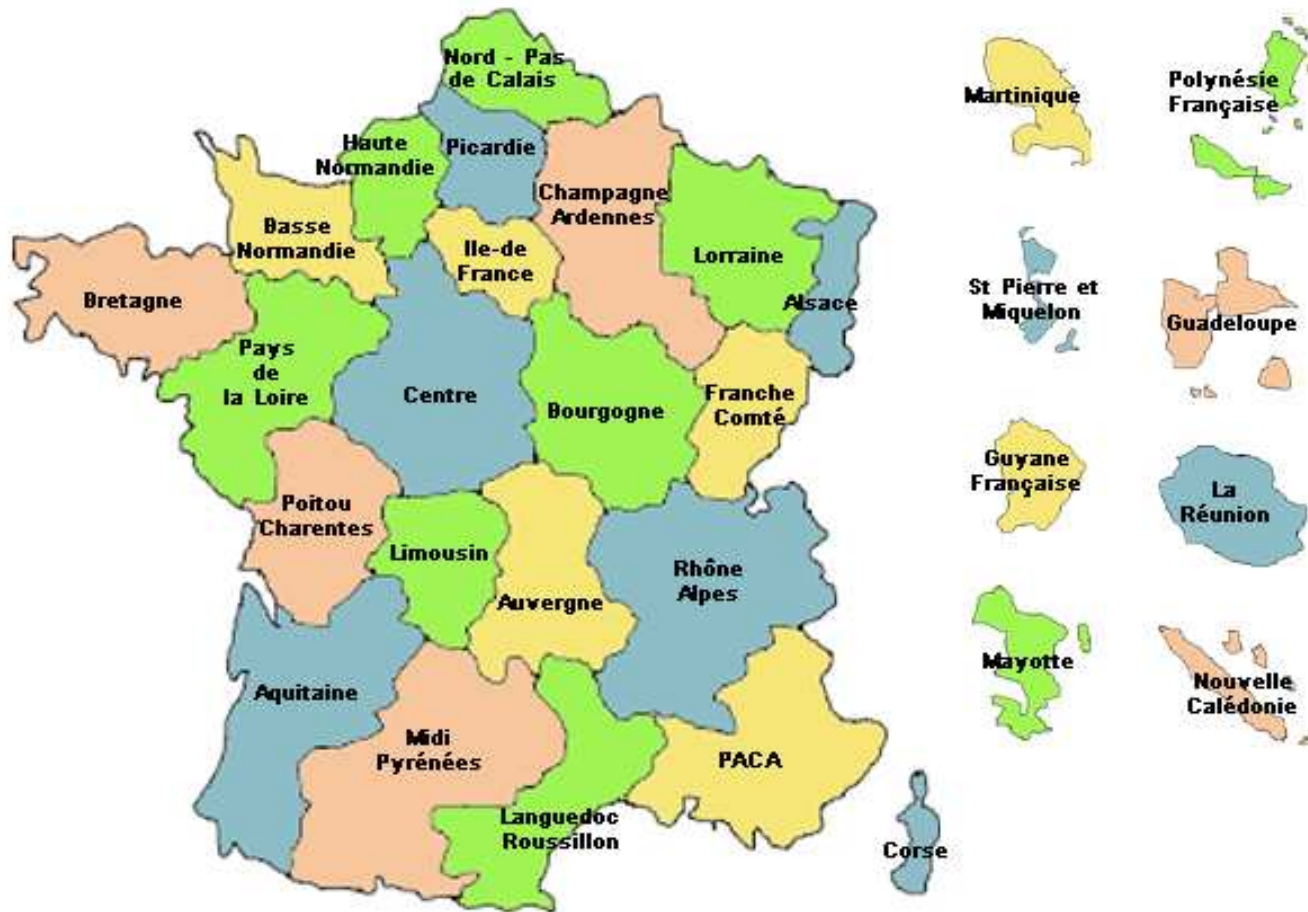 Nord - Pas
de Calais
Haute
Normandie
Picardie
Champagne
Ardennes
Basse
Normandie
Ile-de
France
Lorraine
Alsace
Bretagne
Pays
de
la Loire
Centre
Bourgogne
Franche
Comté
Poitou
Charentes
Limousin
Auvergne
Rhône
Alpes
Aquitaine
Midi
Pyrénées
Languedoc
Roussillon
PACA
Corse
Martinique
Polynésie
Française
St Pierre et
Miquelon
Guadeloupe
Guyane
Française
La
Réunion
Mayotte
Nouvelle
Calédonie